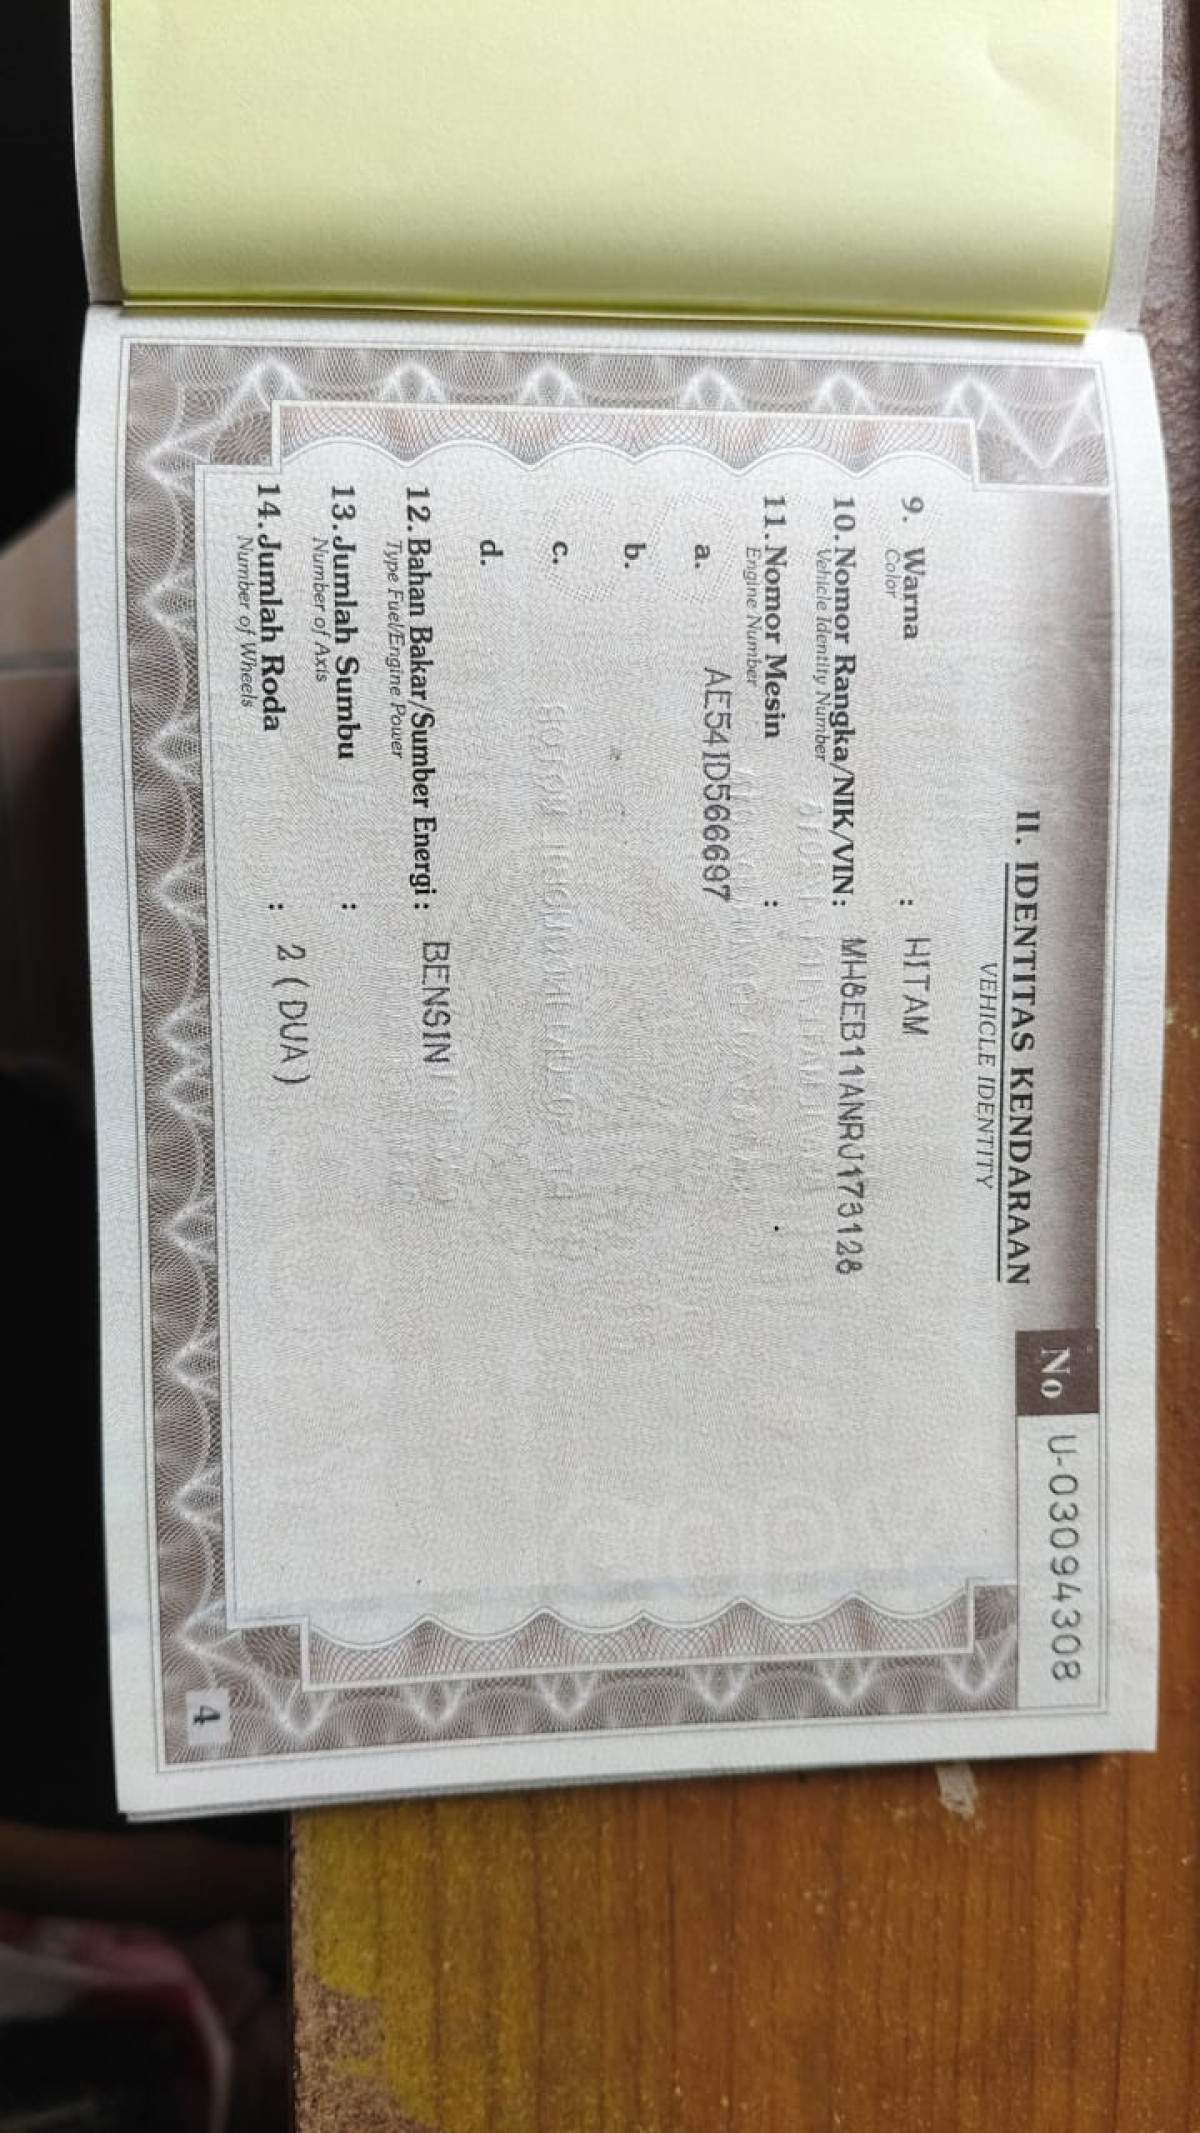 II. IDENTITAS KENDARAAN
VEHICLE IDENTITY
No U-03094308
9. Warna : HITAM
Color
10. Nomor Rangka/NIK/VIN : MH8EB11ANRJ173128
Vehicle Identity Number
11. Nomor Mesin :
Engine Number
a. AE54ID566697
b.
c.
d.
12. Bahan Bakar/Sumber Energi : BENSIN
Type Fuel/Engine Power
13. Jumlah Sumbu :
Number of Axis
14. Jumlah Roda : 2 ( DUA )
Number of Wheels
4